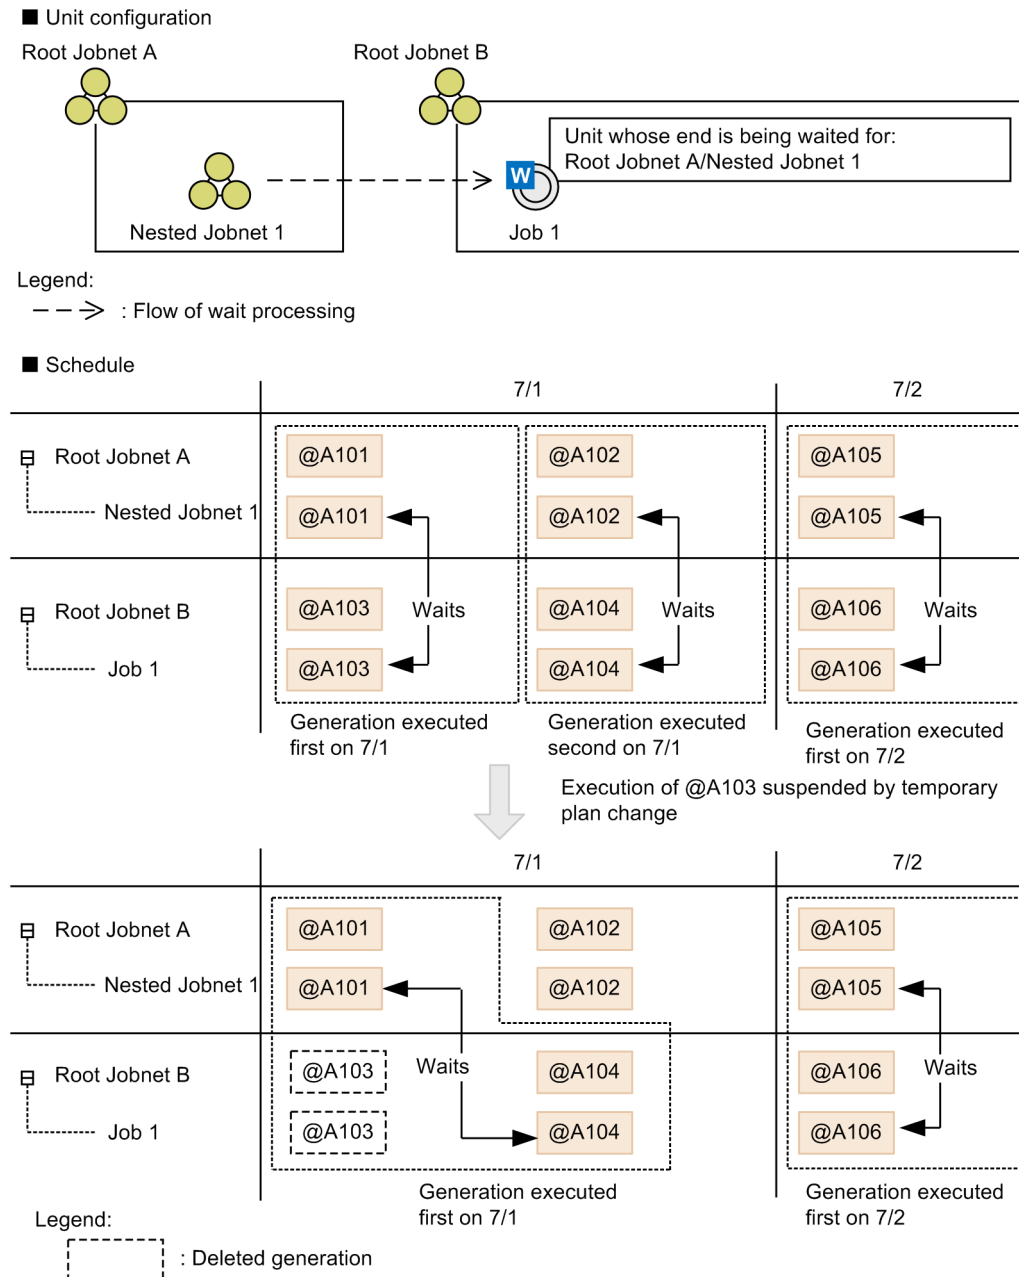 ■ Unit configuration
Root Jobnet A
Root Jobnet B
Unit whose end is being waited for:
Root Jobnet A/Nested Jobnet 1
W
Nested Jobnet 1
Job 1
Legend:
: Flow of wait processing
■ Schedule
7/1
7/2
Root Jobnet A
@A101
@A102
@A105
Nested Jobnet 1
@A101
@A102
@A105
Root Jobnet B
@A103
Waits
@A104
Waits
@A106
Waits
Job 1
@A103
@A104
@A106
Generation executed
first on 7/1
Generation executed
second on 7/1
Generation executed
first on 7/2
Execution of @A103 suspended by temporary
plan change
7/1
7/2
Root Jobnet A
@A101
@A102
@A105
Nested Jobnet 1
@A101
@A102
@A105
Root Jobnet B
@A103
Waits
@A104
@A106
Waits
Job 1
@A103
@A104
@A106
Generation executed
first on 7/1
Generation executed
first on 7/2
Legend:
: Deleted generation